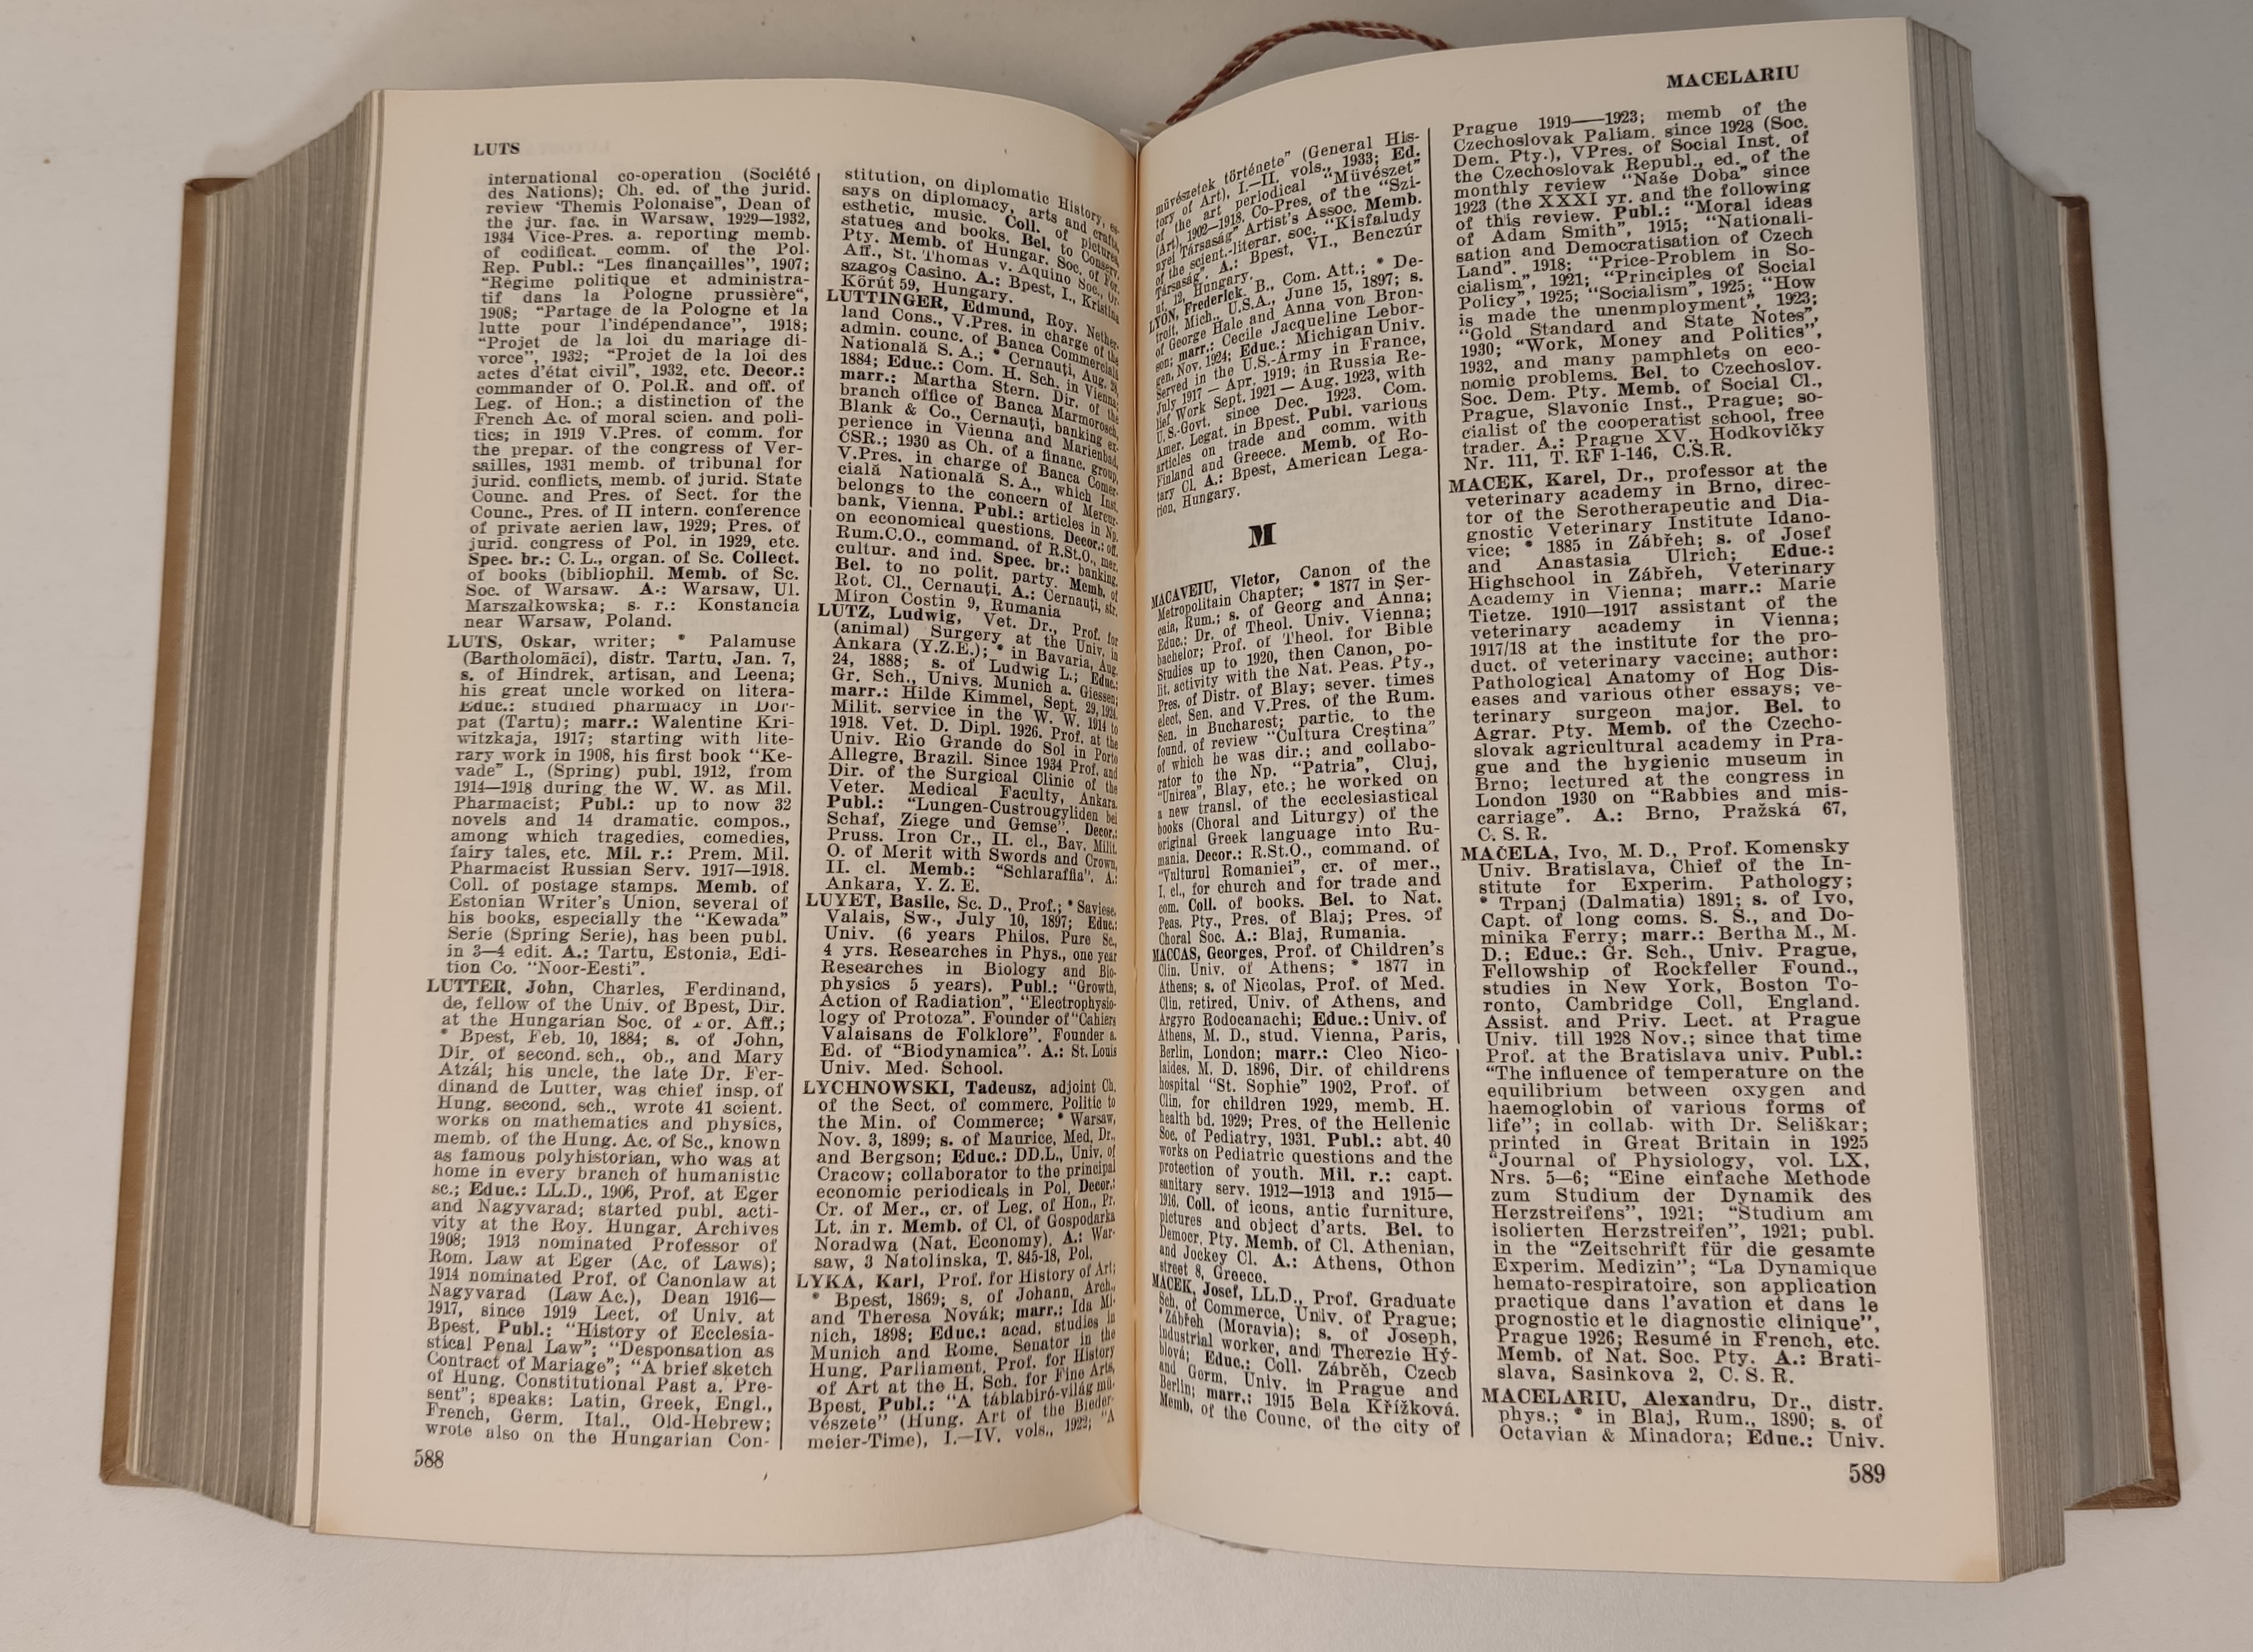 LUTS
international co-operation (Société
des Nations); Ch. ed. of the jurid.
review 'Themis Polonaise”, Dean of
the jur. fac. in Warsaw, 1929—1932,
1934 Vice-Pres. a. reporting memb.
of codificat. comm. of the Pol.
Rep. Publ.: “Les finançailles”, 1907;
“Régime politique et administra-
tif dans la Pologne prussière“,
1908; “Partage de la Pologne et la
lutte pour l'indépendance”, 1918;
“Projet de la loi du mariage di-
vorce”, 1932; “Projet de la loi des
actes d'état civil”, 1932, etc. Decor.:
commander of O. Pol.R. and off. of
Leg. of Hon.; a distinction of the
French Ac. of moral scien. and poli-
tics; in 1919 V.Pres. of comm. for
the prepar. of the congress of Ver-
sailles, 1931 memb. of tribunal for
jurid. conflicts, memb. of jurid. State
Counc. and Pres. of Sect. for the
Counc., Pres. of II intern. conference
of private aerien law, 1929; Pres. of
jurid. congress of Pol. in 1929, etc.
Spec. br.: C. L., organ. of Sc. Collect.
of books (bibliophil. Memb. of Sc.
Soc. of Warsaw. A.: Warsaw, Ul.
Marszałkowska; s. r.: Konstancia
near Warsaw, Poland.
LUTS, Oskar, writer; * Palamuse
(Bartholomäci), distr. Tartu, Jan. 7,
s. of Hindrek, artisan, and Leena;
his great uncle worked on litera-
Educ.: studied pharmacy in Dor-
pat (Tartu); marr.: Walentine Kri-
witzkaja, 1917; starting with lite-
rary work in 1908, his first book “Ke-
vade” I., (Spring) publ. 1912, from
1914—1918 during the W. W. as Mil.
Pharmacist; Publ.: up to now 32
novels and 14 dramatic. compos.,
among which tragedies, comedies,
fairy tales, etc. Mil. r.: Prem. Mil.
Pharmacist Russian Serv. 1917—1918.
Coll. of postage stamps. Memb. of
Estonian Writer's Union, several of
his books, especially the “Kewada”
Serie (Spring Serie), has been publ.
in 3—4 edit. A.: Tartu, Estonia, Edi-
tion Co. “Noor-Eesti”.
LUTTER, John, Charles, Ferdinand,
de, fellow of the Univ. of Bpest, Dir.
at the Hungarian Soc. of For. Aff.;
* Bpest, Feb. 10, 1884; s. of John,
Dir. of second. sch., ob., and Mary
Atzál; his uncle, the late Dr. Fer-
dinand de Lutter, was chief insp. of
Hung. second. sch., wrote 41 scient.
works on mathematics and physics,
memb. of the Hung. Ac. of Sc., known
as famous polyhistorian, who was at
home in every branch of humanistic
sc.; Educ.: LL.D., 1906, Prof. at Eger
and Nagyvarad; started publ. acti-
vity at the Roy. Hungar. Archives
1908; 1913 nominated Professor of
Rom. Law at Eger (Ac. of Laws);
1914 nominated Prof. of Canonlaw at
Nagyvarad (Law Ac.), Dean 1916—
1917, since 1919 Lect. of Univ. at
Bpest. Publ.: “History of Ecclesia-
stical Penal Law”; “Desponsation as
Contract of Mariage”; “A brief sketch
of Hung. Constitutional Past a. Pre-
sent”; speaks: Latin, Greek, Engl.,
French, Germ. Ital., Old-Hebrew;
wrote also on the Hungarian Con-
stitution, on diplomatic History, es-
says on diplomacy, arts and crafts,
esthetic, music. Coll. of pictures,
statues and books. Bel. to Conserv.
Pty. Memb. of Hungar. Soc. of For.
Aff., St. Thomas v. Aquino Soc., Or-
szagos Casino. A.: Bpest, I., Kristina
Körút 59, Hungary.
LUTTINGER, Edmund, Roy. Nether-
land Cons., V.Pres. in charge of the
admin. counc. of Banca Commerciala
Natională S. A.; * Cernauţi, Aug. 28,
1884; Educ.: Com. H. Sch. in Vienna;
marr.: Martha Stern. Dir. of the
branch office of Banca Marmorosch,
Blank & Co., Cernauţi, banking ex-
perience in Vienna and Marienbad,
ČSR.; 1930 as Ch. of a financ. group,
V.Pres. in charge of Banca Comer-
cială Natională S. A., which Inst.
belongs to the concern of Mercur-
bank, Vienna. Publ.: articles in Np.
on economical questions. Decor.: off.
Rum.C.O., command. of R.St.O., mer.
cultur. and ind. Spec. br.: banking.
Bel. to no polit. party. Memb. of
Rot. Cl., Cernauţi. A.: Cernauţi, str.
Miron Costin 9, Rumania
LUTZ, Ludwig, Vet. Dr., Prof. for
(animal) Surgery at the Univ. in
Ankara (Y.Z.E.); * in Bavaria, Aug.
24, 1888; s. of Ludwig L.; Educ.:
Gr. Sch., Univs. Munich a. Giessen;
marr.: Hilde Kimmel, Sept. 29, 1924.
Milit. service in the W. W. 1914 to
1918. Vet. D. Dipl. 1926. Prof. at the
Univ. Rio Grande do Sol in Porto
Allegre, Brazil. Since 1934 Prof. and
Dir. of the Surgical Clinic of the
Veter. Medical Faculty, Ankara.
Publ.: “Lungen-Custrougyliden bei
Schaf, Ziege und Gemse”. Decor.:
Pruss. Iron Cr., II. cl., Bav. Milit.
O. of Merit with Swords and Crown,
II. cl. Memb.: “Schlaraffia”. A.:
Ankara, Y. Z. E.
LUYET, Basile, Sc. D., Prof.; * Saviese,
Valais, Sw., July 10, 1897; Educ.:
Univ. (6 years Philos. Pure Sc.,
4 yrs. Researches in Phys., one year
Researches in Biology and Bio-
physics 5 years). Publ.: “Growth,
Action of Radiation”, “Electrophysio-
logy of Protoza”. Founder of “Cahiers
Valaisans de Folklore”. Founder a.
Ed. of “Biodynamica”. A.: St. Louis
Univ. Med. School.
LYCHNOWSKI, Tadeusz, adjoint Ch.
of the Sect. of commerc. Politic to
the Min. of Commerce; * Warsaw,
Nov. 3, 1899; s. of Maurice, Med. Dr.,
and Bergson; Educ.: DD.L., Univ. of
Cracow; collaborator to the principal
economic periodicals in Pol. Decor.:
Cr. of Mer., cr. of Leg. of Hon., Pr.
Lt. in r. Memb. of Cl. of Gospodarka
Noradwa (Nat. Economy). A.: War-
saw, 3 Natolinska, T. 845-18, Pol.
LYKA, Karl, Prof. for History of Art;
* Bpest, 1869; s. of Johann, Arch.,
and Theresa Novák; marr.: Ida Mi-
nich, 1898; Educ.: acad. studies in
Munich and Rome. Senator in the
Hung. Parliament, Prof. for History
of Art at the H. Sch. for Fine Arts,
Bpest. Publ.: “A táblabiró-világ mü-
vészete” (Hung. Art of the Bieder-
meier-Time), I.—IV. vols., 1922; “A
588
MACELARIU
müvészetek története” (General His-
tory of Art), I.—II. vols., 1933; Ed.
of the art periodical “Müvészet”
(Art), 1902—1918. Co-Pres. of the “Szi-
nyei Társaság” Artist's Assoc. Memb.
of the scient.-literar. soc. “Kisfaludy
Társaság”. A.: Bpest, VI., Benczúr
ut. 12, Hungary.
LYON, Frederick. B., Com. Att.; * De-
troit, Mich., U.S.A., June 15, 1897; s.
of George Hale and Anna von Bron-
son; marr.: Cecile Jacqueline Lebor-
gen, Nov. 1924; Educ.: Michigan Univ.
Served in the U.S.-Army in France,
July 1917 — Apr. 1919; in Russia Re-
lief Work Sept. 1921 — Aug. 1923, with
U.S.-Govt. since Dec. 1923. Com.
Amer. Legat. in Bpest. Publ. various
articles on trade and comm. with
Finland and Greece. Memb. of Ro-
tary Cl. A.: Bpest, American Lega-
tion, Hungary.
M
MACAVEIU, Victor, Canon of the
Metropolitain Chapter; * 1877 in Şer-
caia, Rum.; s. of Georg and Anna;
Educ.: Dr. of Theol. Univ. Vienna;
bachelor; Prof. of Theol. for Bible
Studies up to 1920, then Canon, po-
lit. activity with the Nat. Peas. Pty.,
Pres. of Distr. of Blay; sever. times
elect. Sen. and V.Pres. of the Rum.
Sen. in Bucharest; partic. to the
found. of review “Cultura Creştina”
of which he was dir.; and collabo-
rator to the Np. “Patria”, Cluj,
“Unirea”, Blay, etc.; he worked on
a new transl. of the ecclesiastical
books (Choral and Liturgy) of the
original Greek language into Ru-
mania. Decor.: R.St.O., command. of
“Vulturul Romaniei”, cr. of mer.,
I. cl., for church and for trade and
com. Coll. of books. Bel. to Nat.
Peas. Pty., Pres. of Blaj; Pres. of
Choral Soc. A.: Blaj, Rumania.
MACCAS, Georges, Prof. of Children's
Clin. Univ. of Athens; * 1877 in
Athens; s. of Nicolas, Prof. of Med.
Clin. retired, Univ. of Athens, and
Argyro Rodocanachi; Educ.: Univ. of
Athens, M. D., stud. Vienna, Paris,
Berlin, London; marr.: Cleo Nico-
laides. M. D. 1896, Dir. of childrens
hospital “St. Sophie” 1902, Prof. of
Clin. for children 1929, memb. H.
health bd. 1929; Pres. of the Hellenic
Soc. of Pediatry, 1931. Publ.: abt. 40
works on Pediatric questions and the
protection of youth. Mil. r.: capt.
sanitary serv. 1912—1913 and 1915—
1916. Coll. of icons, antic furniture,
pictures and object d'arts. Bel. to
Democr. Pty. Memb. of Cl. Athenian,
and Jockey Cl. A.: Athens, Othon
street 8, Greece.
MACEK, Josef, LL.D., Prof. Graduate
Sch. of Commerce, Univ. of Prague;
* Zábřeh (Moravia); s. of Joseph,
industrial worker, and Therezie Hý-
blová; Educ.: Coll. Zábrěh, Czech
and Germ. Univ. in Prague and
Berlin; marr.: 1915 Bela Křížková.
Memb. of the Counc. of the city of
Prague 1919——1923; memb of the
Czechoslovak Paliam. since 1928 (Soc.
Dem. Pty.), VPres. of Social Inst. of
the Czechoslovak Republ., ed. of the
monthly review “Naše Doba” since
1923 (the XXXI yr. and the following
of this review. Publ.: “Moral ideas
of Adam Smith”, 1915; “Nationali-
sation and Democratisation of Czech
Land”. 1918; “Price-Problem in So-
cialism”, 1921; “Principles of Social
Policy”, 1925; “Socialism”, 1925; “How
is made the unenmployment”, 1923;
“Gold Standard and State Notes”,
1930; “Work, Money and Politics”,
1932, and many pamphlets on eco-
nomic problems. Bel. to Czechoslov.
Soc. Dem. Pty. Memb. of Social Cl.,
Prague, Slavonic Inst., Prague; so-
cialist of the cooperatist school, free
trader. A.: Prague XV., Hodkovičky
Nr. 111, T. RF 1-146, C.S.R.
MACEK, Karel, Dr., professor at the
veterinary academy in Brno, direc-
tor of the Serotherapeutic and Dia-
gnostic Veterinary Institute Idano-
vice; * 1885 in Zábřeh; s. of Josef
and Anastasia Ulrich; Educ.:
Highschool in Zábřeh, Veterinary
Academy in Vienna; marr.: Marie
Tietze. 1910—1917 assistant of the
veterinary academy in Vienna;
1917/18 at the institute for the pro-
duct. of veterinary vaccine; author:
Pathological Anatomy of Hog Dis-
eases and various other essays; ve-
terinary surgeon major. Bel. to
Agrar. Pty. Memb. of the Czecho-
slovak agricultural academy in Pra-
gue and the hygienic museum in
Brno; lectured at the congress in
London 1930 on “Rabbies and mis-
carriage”. A.: Brno, Pražská 67,
C. S. R.
MAČELA, Ivo, M. D., Prof. Komensky
Univ. Bratislava, Chief of the In-
stitute for Experim. Pathology;
* Trpanj (Dalmatia) 1891; s. of Ivo,
Capt. of long coms. S. S., and Do-
minika Ferry; marr.: Bertha M., M.
D.; Educ.: Gr. Sch., Univ. Prague,
Fellowship of Rockfeller Found.,
studies in New York, Boston To-
ronto, Cambridge Coll, England.
Assist. and Priv. Lect. at Prague
Univ. till 1928 Nov.; since that time
Prof. at the Bratislava univ. Publ.:
“The influence of temperature on the
equilibrium between oxygen and
haemoglobin of various forms of
life”; in collab. with Dr. Seliškar;
printed in Great Britain in 1925
“Journal of Physiology, vol. LX,
Nrs. 5—6; “Eine einfache Methode
zum Studium der Dynamik des
Herzstreifens”, 1921; “Studium am
isolierten Herzstreifen”, 1921; publ.
in the “Zeitschrift für die gesamte
Experim. Medizin”; “La Dynamique
hemato-respiratoire, son application
practique dans l'avation et dans le
prognostic et le diagnostic clinique”,
Prague 1926; Resumé in French, etc.
Memb. of Nat. Soc. Pty. A.: Brati-
slava, Sasinkova 2, C. S. R.
MACELARIU, Alexandru, Dr., distr.
phys.; * in Blaj, Rum., 1890; s. of
Octavian & Minadora; Educ.: Univ.
589